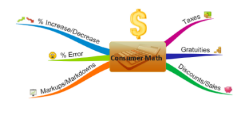 % Increase/Decrease
Taxes
% Error
Consumer Math
Gratuities
Markups/Markdowns
Discounts/Sales